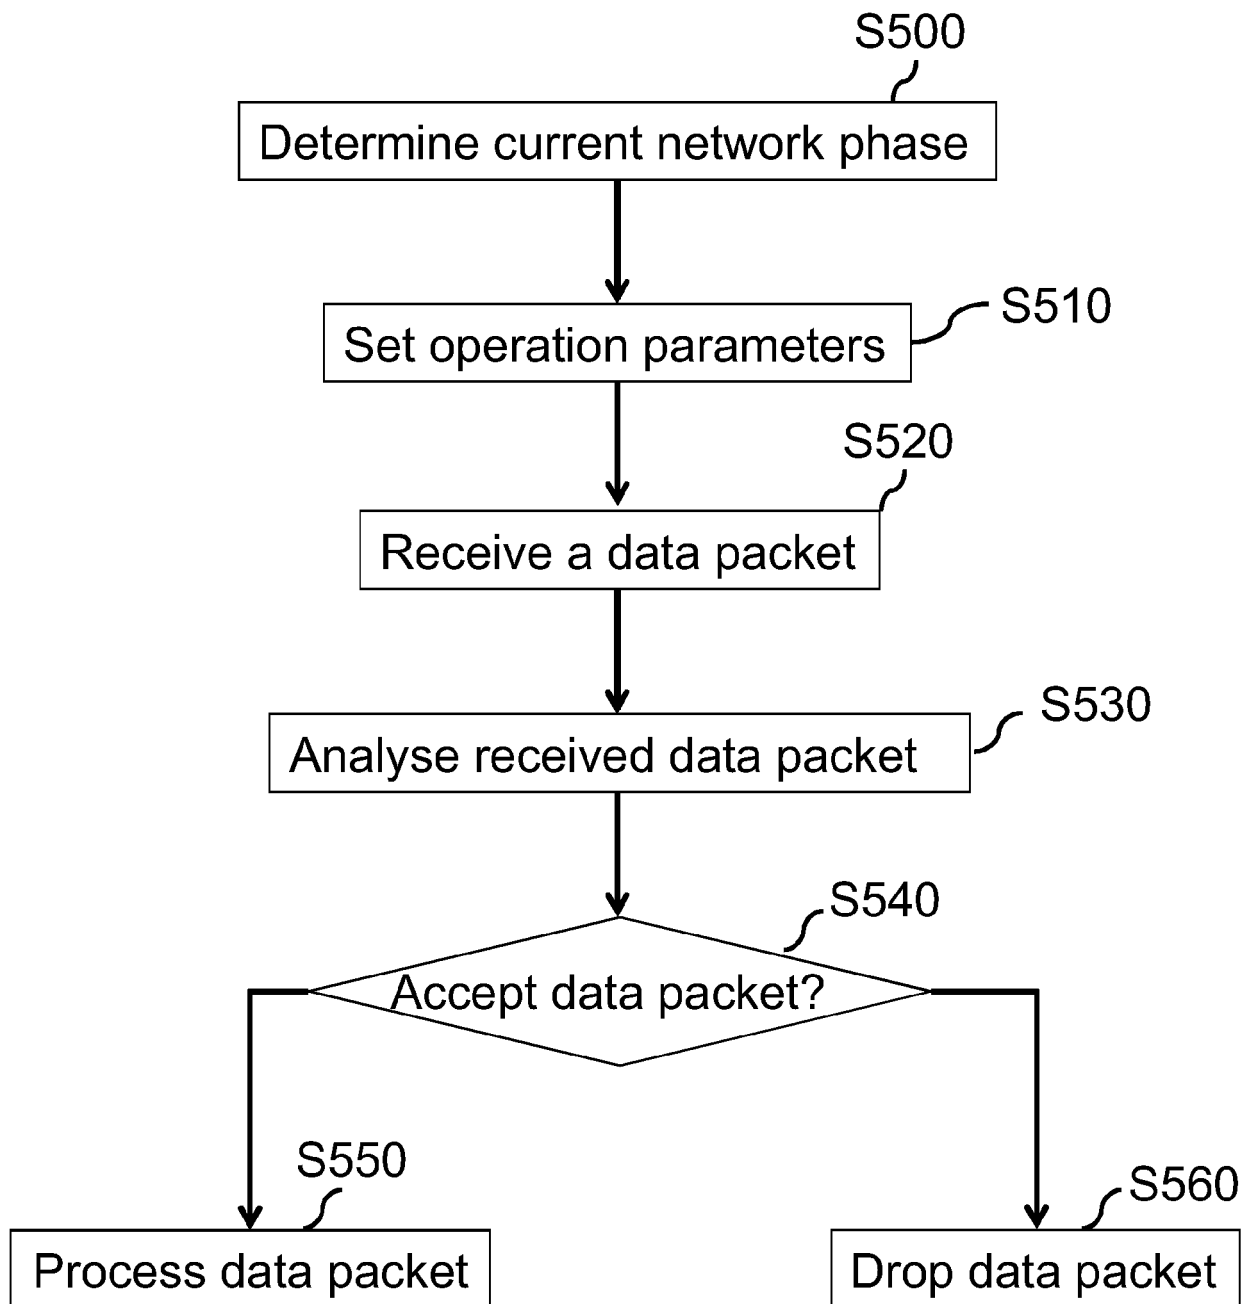 S500
Determine current network phase
S510
Set operation parameters
S520
Receive a data packet
S530
Analyse received data packet
S540
Accept data packet?
S550
Process data packet
S560
Drop data packet